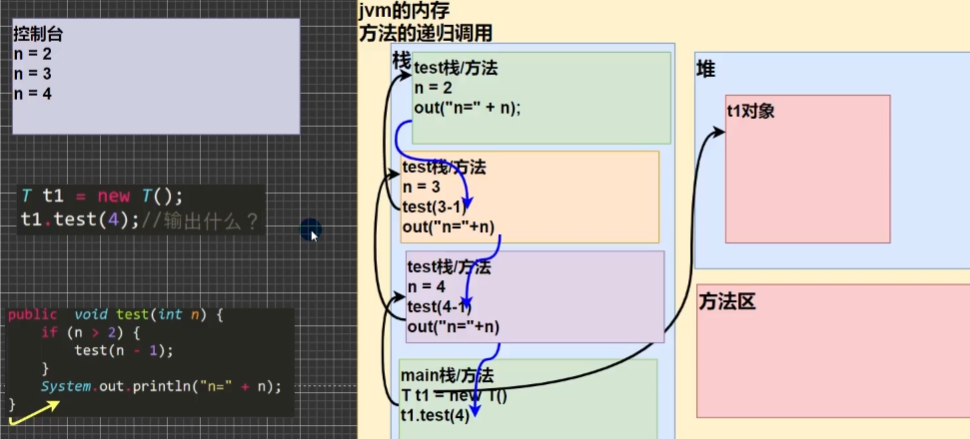 控制台
n = 2
n = 3
n = 4
T t1 = new T();
t1.test(4);//输出什么？
public void test(int n) {
if (n > 2) {
test(n - 1);
}
System.out.println("n=" + n);
}
jvm的内存
方法的递归调用
栈
test栈/方法
n = 2
out("n=" + n);
test栈/方法
n = 3
test(3-1)
out("n="+n)
test栈/方法
n = 4
test(4-1)
out("n="+n)
main栈/方法
T t1 = new T()
t1.test(4)
堆
t1对象
方法区